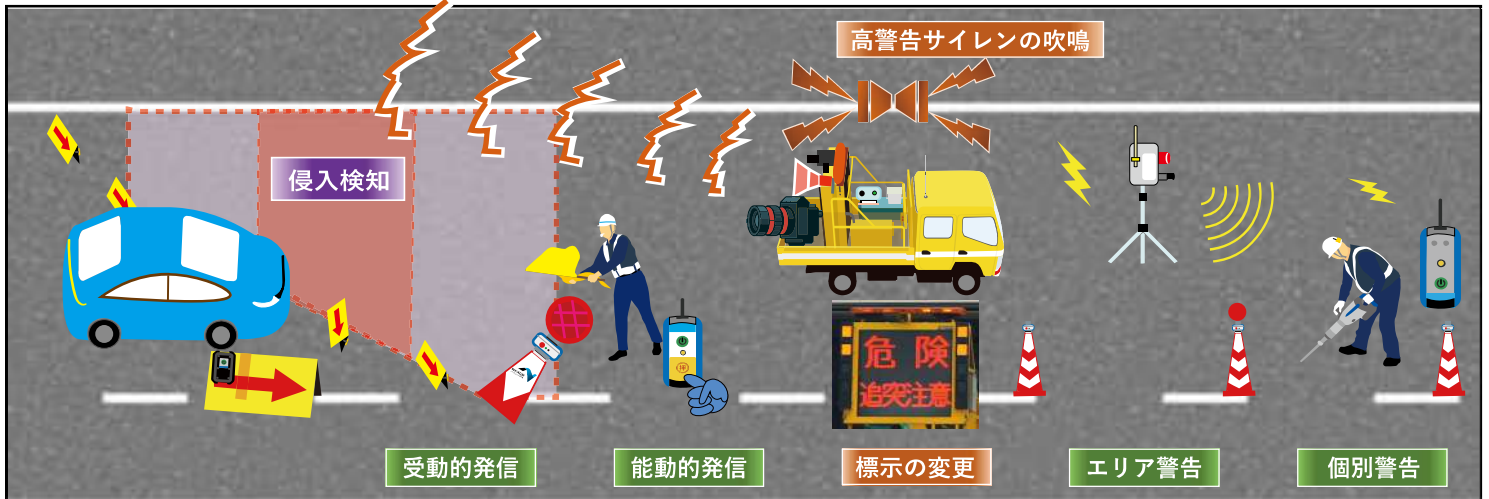 高警告サイレンの吹鳴
侵入検知
危険
追突注意
受動的発信
能動的発信
標示の変更
エリア警告
個別警告